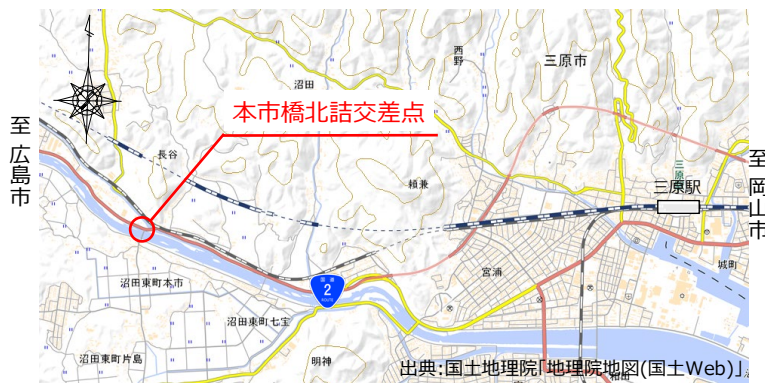 西野
三原市
沼田
本市橋北詰交差点
至 広島市
長谷
頼兼
三原
三原駅
至 岡山市
宮浦
城町
沼田東町本市
国道
2
ROUTE
沼田東町七宝
沼田東町片島
明神
出典:国土地理院「地理院地図(国土Web)」